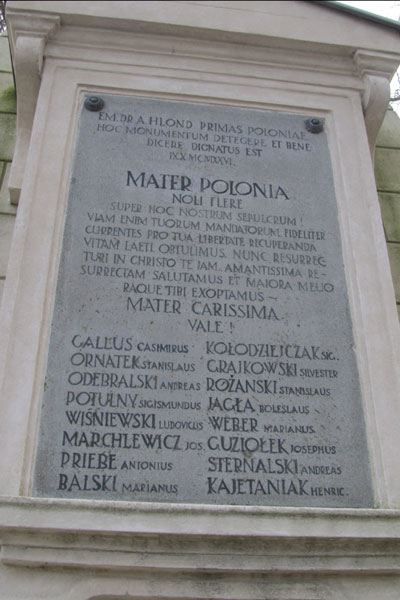 EM. DR. A. HLOND PRIMAS POLONIAE
HOC MONUMENTUM DETEGERE ET BENE
DICERE DIGNATUS EST
MATER POLONIA
NOLI FLERE
SUPER HOC NOSTRUM SEPULCRUM!
VIAM ENIM TUORUM MANDATORUM FIDELITER
CURRENTES PRO TUA LIBERTATE RECUPERANDA
VITAM LAETI OBTULIMUS. NUNC RESURREC
TURI IN CHRISTO TE IAM, AMANTISSIMA RE-
SURRECTAM SALUTAMUS ET MAIORA MELIO
RAQUE TIBI EXOPTAMUS –
MATER CARISSIMA
VALE!
GALLUS CASIMIRUS KOŁODZIEJCZAK SIG.
ORNATEK STANISLAUS GRAJKOWSKI SILVESTER
ODEBRALSKI ANDREAS ROŻANSKI STANISLAUS
POTULNY SIGISMUNDUS JAGŁA BOLESLAUS
WIŚNIEWSKI LUDOVICUS WEBER MARIANUS.
MARCHLEWICZ JOS. GUZIOŁEK JOSEPHUS
PRIEBE ANTONIUS STERNALSKI ANDREAS
BALSKI MARIANUS KAJETANIAK HENRIC.